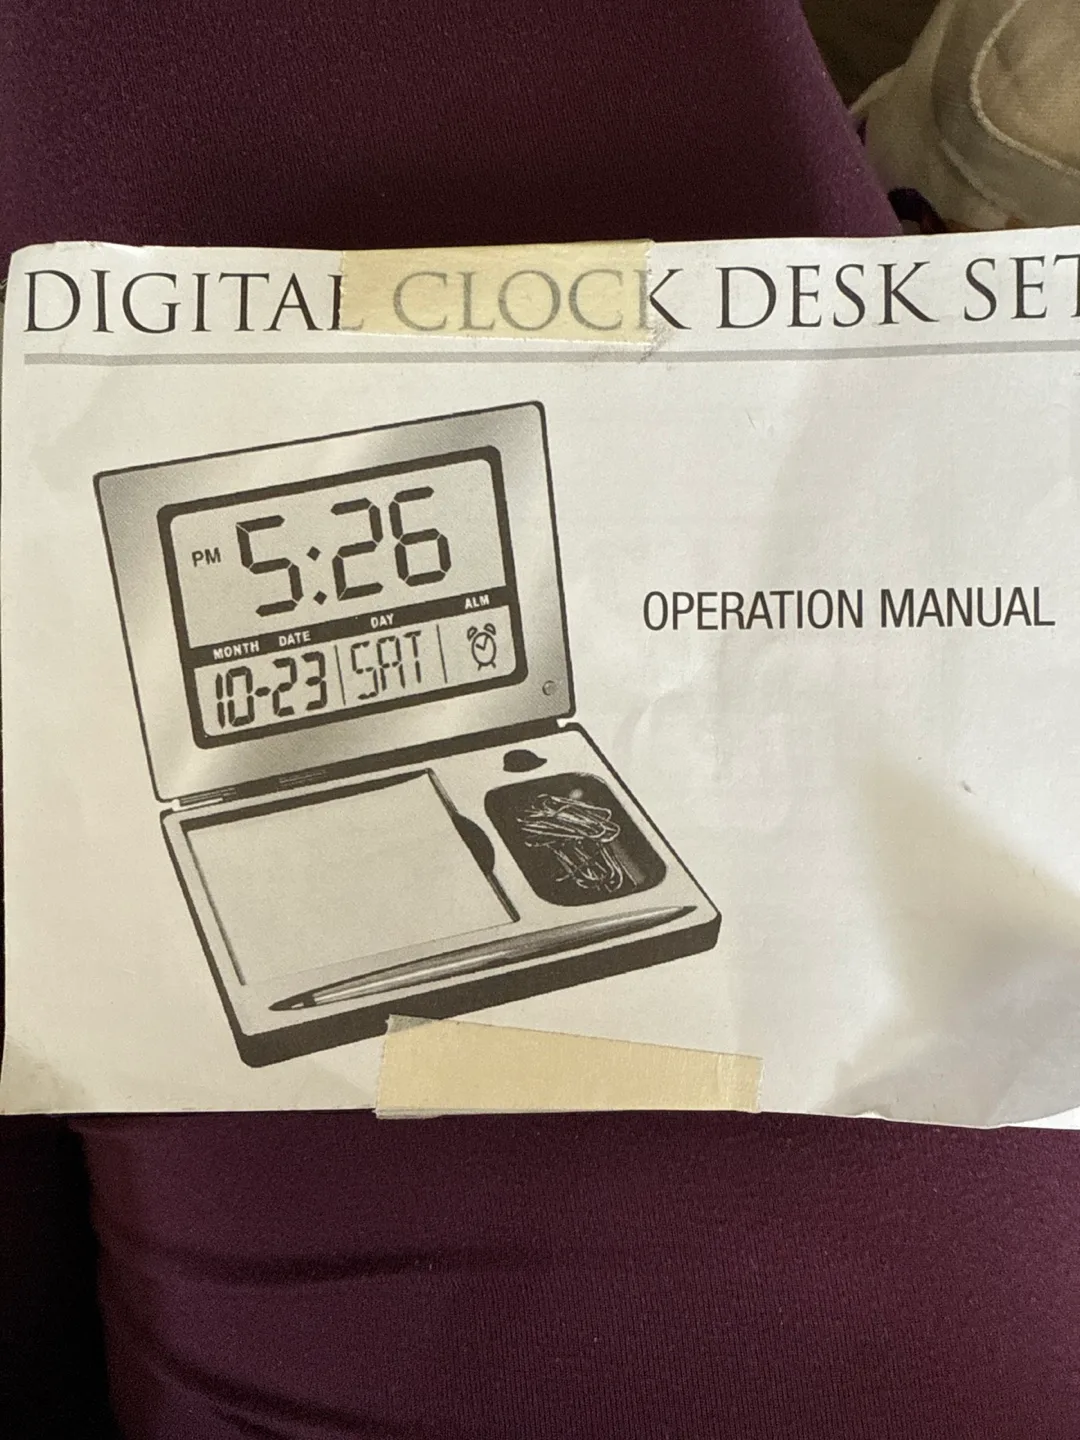 DIGITAL CLOCK DESK SET
PM 5:26
MONTH DATE DAY ALM
10-23 SAT
OPERATION MANUAL